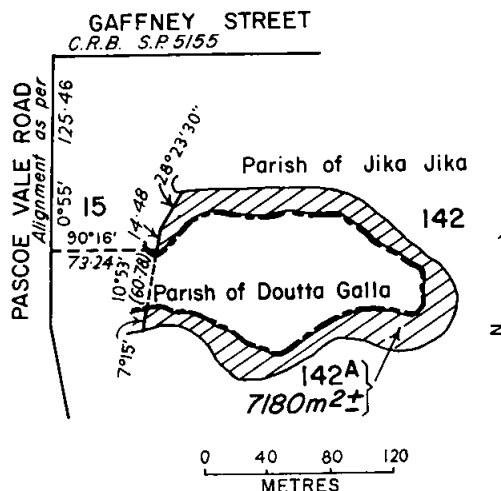 GAFFNEY STREET
C.R.B. S.P. 5155
PASCOE VALE ROAD
Alignment as per
0°55'
125·46
15
90°16'
73·24
28°23'30"
14·48
10°53'
(60·78)
7°15'
Parish of Jika Jika
142
Parish of Doutta Galla
142A
7180m²±
N
0 40 80 120
METRES